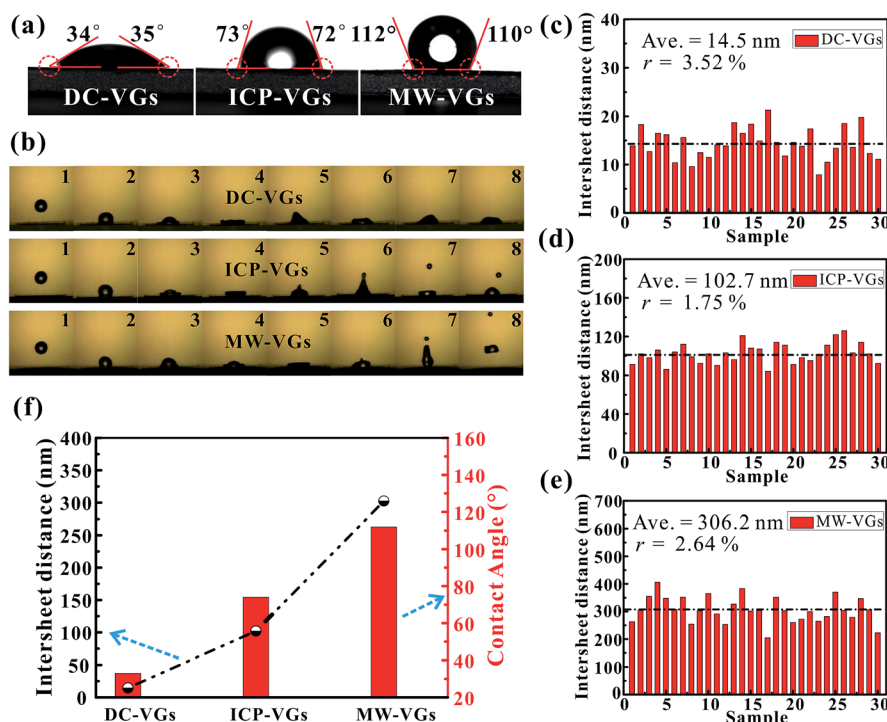 (a)
34° 35° 73° 72° 112° 110°
DC-VGs ICP-VGs MW-VGs
(b)
1 2 3 4 5 6 7 8
DC-VGs
1 2 3 4 5 6 7 8
ICP-VGs
1 2 3 4 5 6 7 8
MW-VGs
(c)
Ave. = 14.5 nm
r = 3.52 %
DC-VGs
Intersheet distance (nm)
40
30
20
10
0
0 5 10 15 20 25 30
Sample
(d)
Ave. = 102.7 nm
r = 1.75 %
ICP-VGs
Intersheet distance (nm)
200
160
120
80
40
0
0 5 10 15 20 25 30
Sample
(e)
Ave. = 306.2 nm
r = 2.64 %
MW-VGs
Intersheet distance (nm)
700
600
500
400
300
200
100
0
0 5 10 15 20 25 30
Sample
(f)
Intersheet distance (nm)
400
350
300
250
200
150
100
50
0
Contact Angle (°)
160
140
120
100
80
60
40
20
DC-VGs ICP-VGs MW-VGs